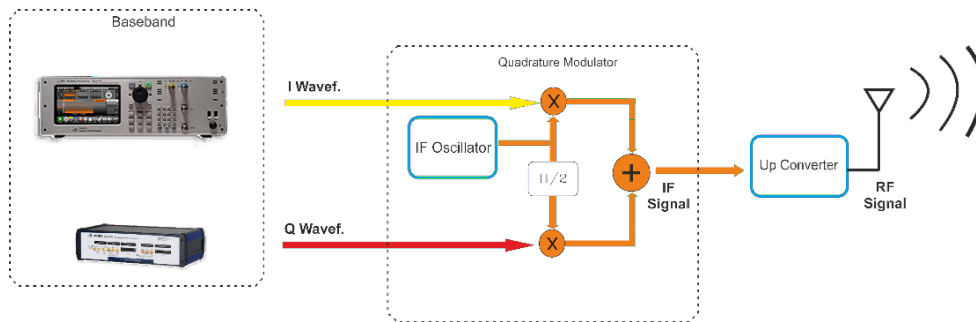 Baseband
Quadrature Modulator
I Wavef.
X
IF Oscillator
Π/2
+
IF
Signal
Up Converter
RF
Signal
Q Wavef.
X